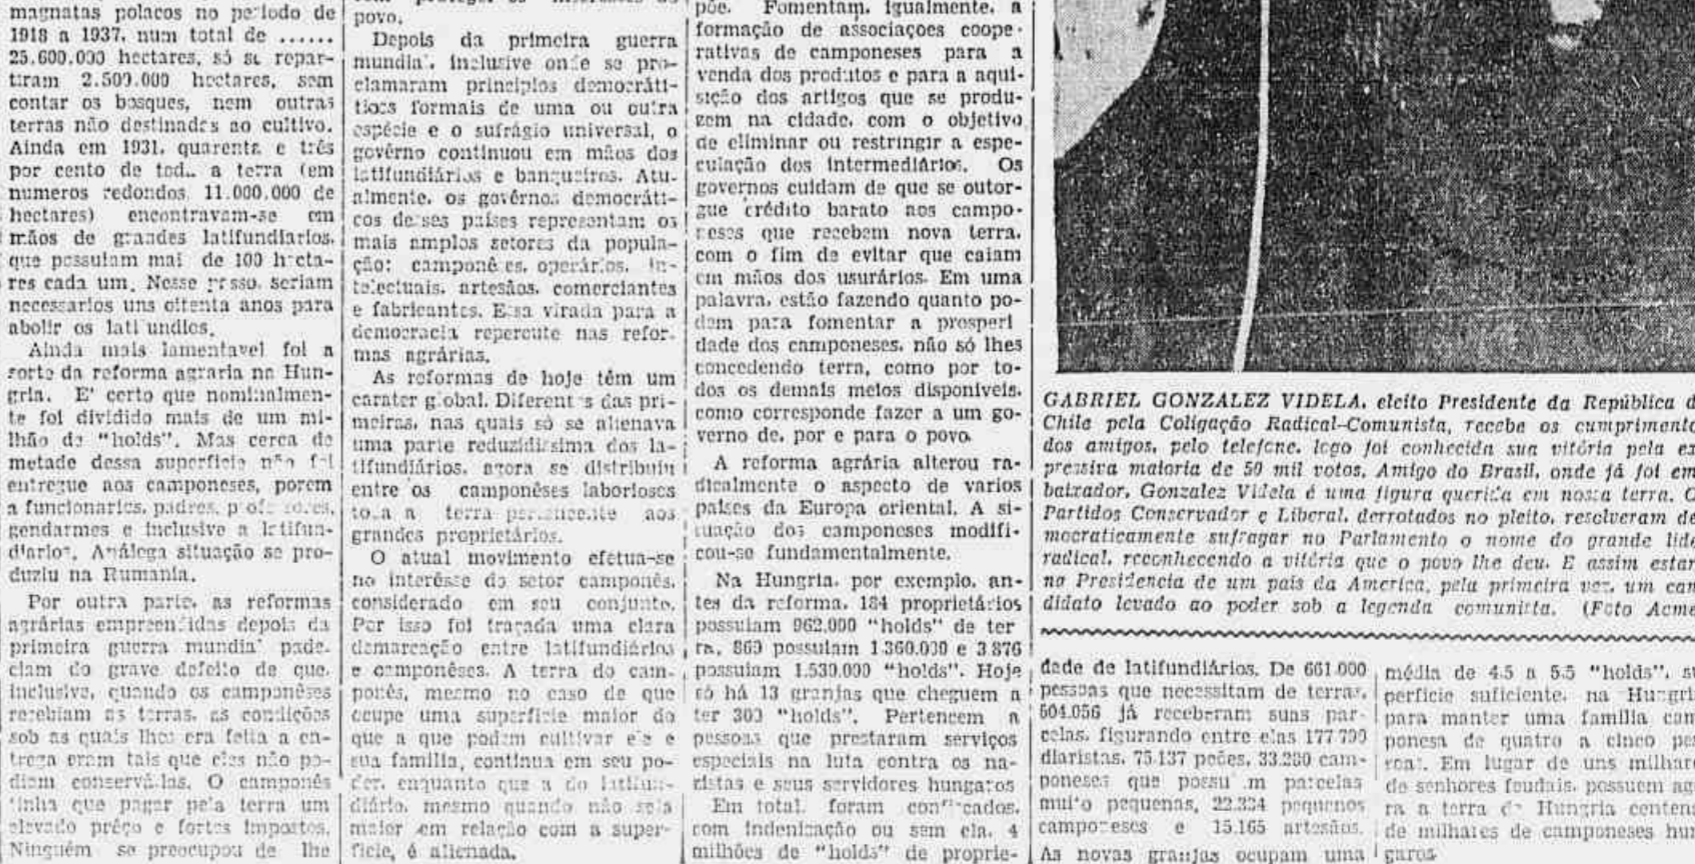 magnatas polacos no periodo de
1918 a 1937, num total de ......
25.600.000 hectares, só se repar-
tiram 2.500.000 hectares, sem
contar os bosques, nem outras
terras não destinadas ao cultivo.
Ainda em 1931, quarenta e três
por cento de tod. a terra (em
numeros redondos 11.000.000 de
hectares) encontravam-se em
mãos de grandes latifundiarios,
que possuiam mai de 100 hecta-
res cada um. Nesse passo, seriam
necessarios uns oitenta anos para
abolir os lati undios.
Ainda mais lamentavel foi a
sorte da reforma agraria na Hun-
gria. E' certo que nominalmen-
te foi dividido mais de um mi-
lhão de "holds". Mas cerca de
metade dessa superficie não foi
entregue aos camponeses, porem
a funcionarios, padres, professores,
gendarmes e inclusive a latifun-
diarios. Análoga situação se pro-
duziu na Rumania.
Por outra parte, as reformas
agrárias empreendidas depois da
primeira guerra mundial pade-
ciam do grave defeito de que,
inclusive, quando os camponêses
recebiam as terras, as condições
sob as quais lhes era feita a en-
trega eram tais que eles não po-
diam conservá-las. O camponês
tinha que pagar pela terra um
elevado prêço e fortes impostos.
Ninguém se preocupou de lhe
povo.
Depois da primeira guerra
mundial, inclusive onde se pro-
clamaram principios democráti-
ticos formais de uma ou outra
espécie e o sufrágio universal, o
govêrno continuou em mãos dos
latifundiários e banqueiros. Atu-
almente, os govêrnos democráti-
cos desses países representam os
mais amplos setores da popula-
ção: camponêses, operários, in-
telectuais, artesãos, comerciantes
e fabricantes. Essa virada para a
democracia repercute nas refor-
mas agrárias.
As reformas de hoje têm um
carater global. Diferentes das pri-
meiras, nas quais só se alienava
uma parte reduzidíssima dos la-
tifundiários, agora se distribuiu
entre os camponêses laboriosos
toda a terra pertencente aos
grandes proprietários.
O atual movimento efetua-se
no interêsse do setor camponês,
considerado em seu conjunto.
Por isso foi traçada uma clara
demarcação entre latifundiários
e camponêses. A terra do cam-
ponês, mesmo no caso de que
ocupe uma superficie maior do
que a que podem cultivar ele e
sua família, continua em seu po-
der, enquanto que a do latifun-
diário, mesmo quando não seja
maior em relação com a super-
ficie, é alienada.
põe. Fomentam, igualmente, a
formação de associações coope-
rativas de camponeses para a
venda dos produtos e para a aqui-
sição dos artigos que se produ-
zem na cidade, com o objetivo
de eliminar ou restringir a espe-
culação dos intermediários. Os
governos cuidam de que se outor-
gue crédito barato aos campo-
neses que recebem nova terra,
com o fim de evitar que caiam
em mãos dos usurários. Em uma
palavra, estão fazendo quanto po-
dem para fomentar a prosperi
dade dos camponeses, não só lhes
concedendo terra, como por to-
dos os demais meios disponiveis,
como corresponde fazer a um go-
verno de, por e para o povo.
A reforma agrária alterou ra-
dicalmente o aspecto de varios
países da Europa oriental. A si-
tuação dos camponeses modifi-
cou-se fundamentalmente.
Na Hungria, por exemplo, an-
tes da reforma, 184 proprietários
possuiam 962.000 "holds" de ter
ra, 860 possuiam 1.360.000 e 3.876
possuiam 1.530.000 "holds". Hoje
só há 13 granjas que cheguem a
ter 300 "holds". Pertencem a
pessoas que prestaram serviços
especiais na luta contra os na-
zistas e seus servidores hungaros
Em total, foram confiscados,
com indenização ou sem ela, 4
milhões de "holds" de proprie-
GABRIEL GONZALEZ VIDELA, eleito Presidente da República d
Chile pela Coligação Radical-Comunista, recebe os cumprimento
dos amigos, pelo telefone, logo foi conhecida sua vitória pela ex
pressiva maioria de 50 mil votos. Amigo do Brasil, onde já foi em
baixador, Gonzalez Videla é uma figura querida em nossa terra. O
Partidos Conservador e Liberal, derrotados no pleito, resolveram de
mocraticamente sufragar no Parlamento o nome do grande lide
radical, reconhecendo a vitória que o povo lhe deu. E assim estar
na Presidencia de um país da America, pela primeira vez, um can
didato levado ao poder sob a legenda comunista. (Foto Acme
dade de latifundiários. De 661.000
pessoas que necessitam de terras,
604.056 já receberam suas par-
celas, figurando entre elas 177.700
diaristas, 75.137 peões, 33.230 cam-
poneses que possu m parcelas
muito pequenas, 22.334 pequenos
camponeses e 15.165 artesãos.
As novas granjas ocupam uma
média de 4.5 a 5.5 "holds", su
perficie suficiente, na Hungri
para manter uma familia cam
ponesa de quatro a cinco pes
soas. Em lugar de uns milhare
de senhores feudais, possuem ago
ra a terra da Hungria centena
de milhares de camponeses hun
garos